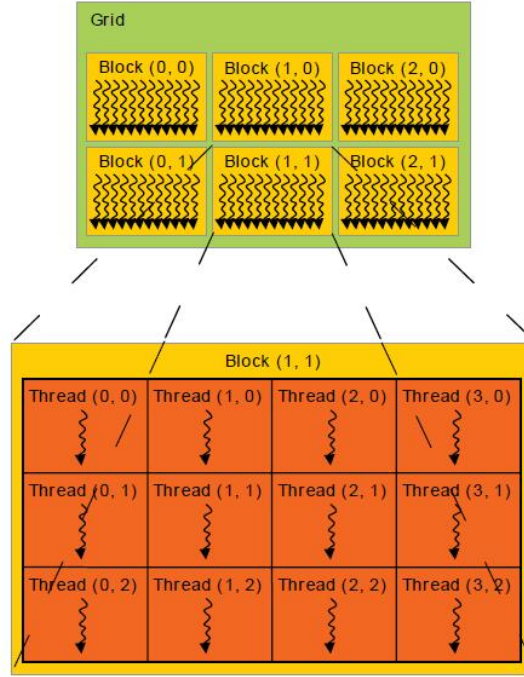 Grid
Block (0, 0) Block (1, 0) Block (2, 0)
Block (0, 1) Block (1, 1) Block (2, 1)
Block (1, 1)
Thread (0, 0) Thread (1, 0) Thread (2, 0) Thread (3, 0)
Thread (0, 1) Thread (1, 1) Thread (2, 1) Thread (3, 1)
Thread (0, 2) Thread (1, 2) Thread (2, 2) Thread (3, 2)